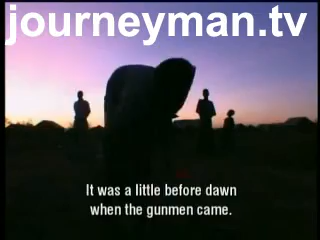 journeyman.tv
It was a little before dawn
when the gunmen came.